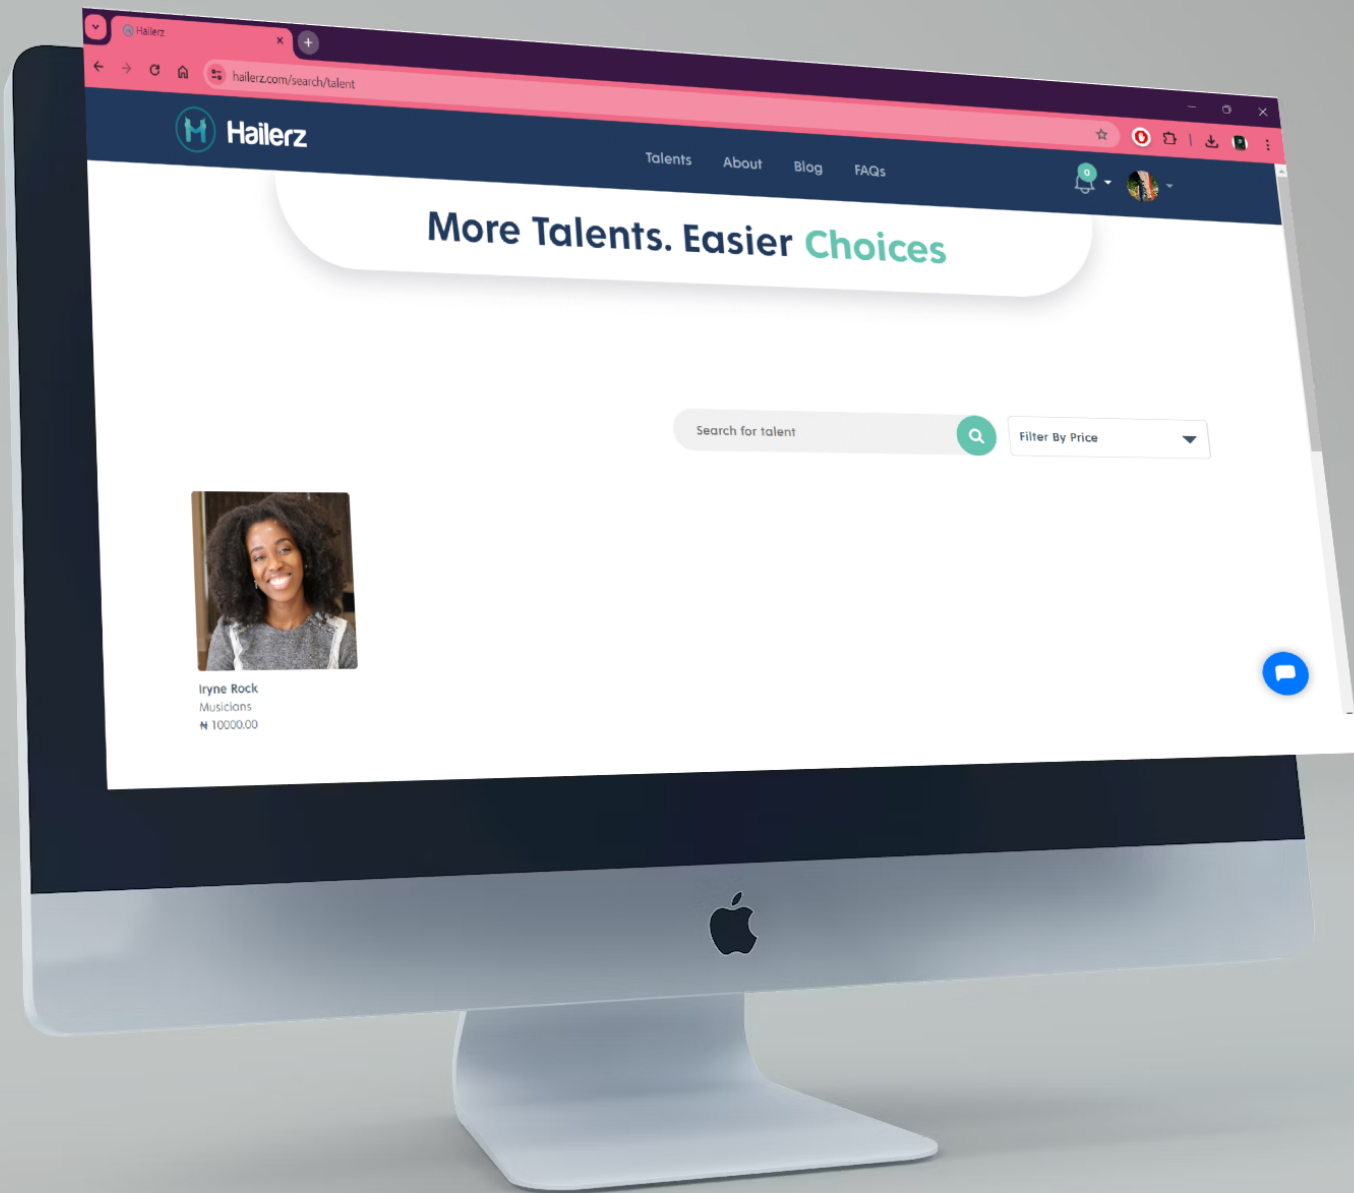 Hailerz
hailerz.com/search/talent
Hailerz
Talents
About
Blog
FAQs
0
More Talents. Easier Choices
Search for talent
Filter By Price
Iryne Rock
Musicians
₦ 10000.00